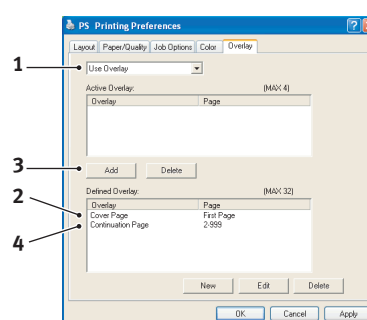 PS Printing Preferences
Layout Paper/Quality Job Options Color Overlay
1 Use Overlay
Active Overlay: (MAX 4)
Overlay Page
3 Add Delete
Defined Overlay: (MAX 32)
Overlay Page
2 Cover Page First Page
4 Continuation Page 2-999
New Edit Delete
OK Cancel Apply